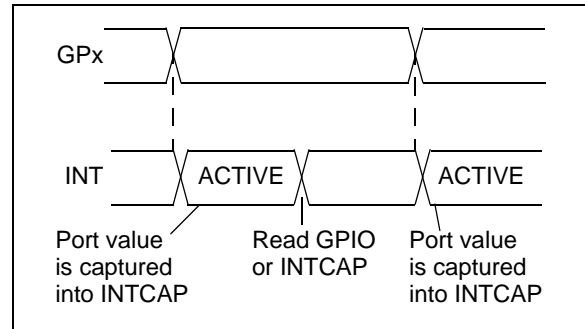 GPx
INT
ACTIVE
ACTIVE
Port value
is captured
into INTCAP
Read GPIO
or INTCAP
Port value
is captured
into INTCAP